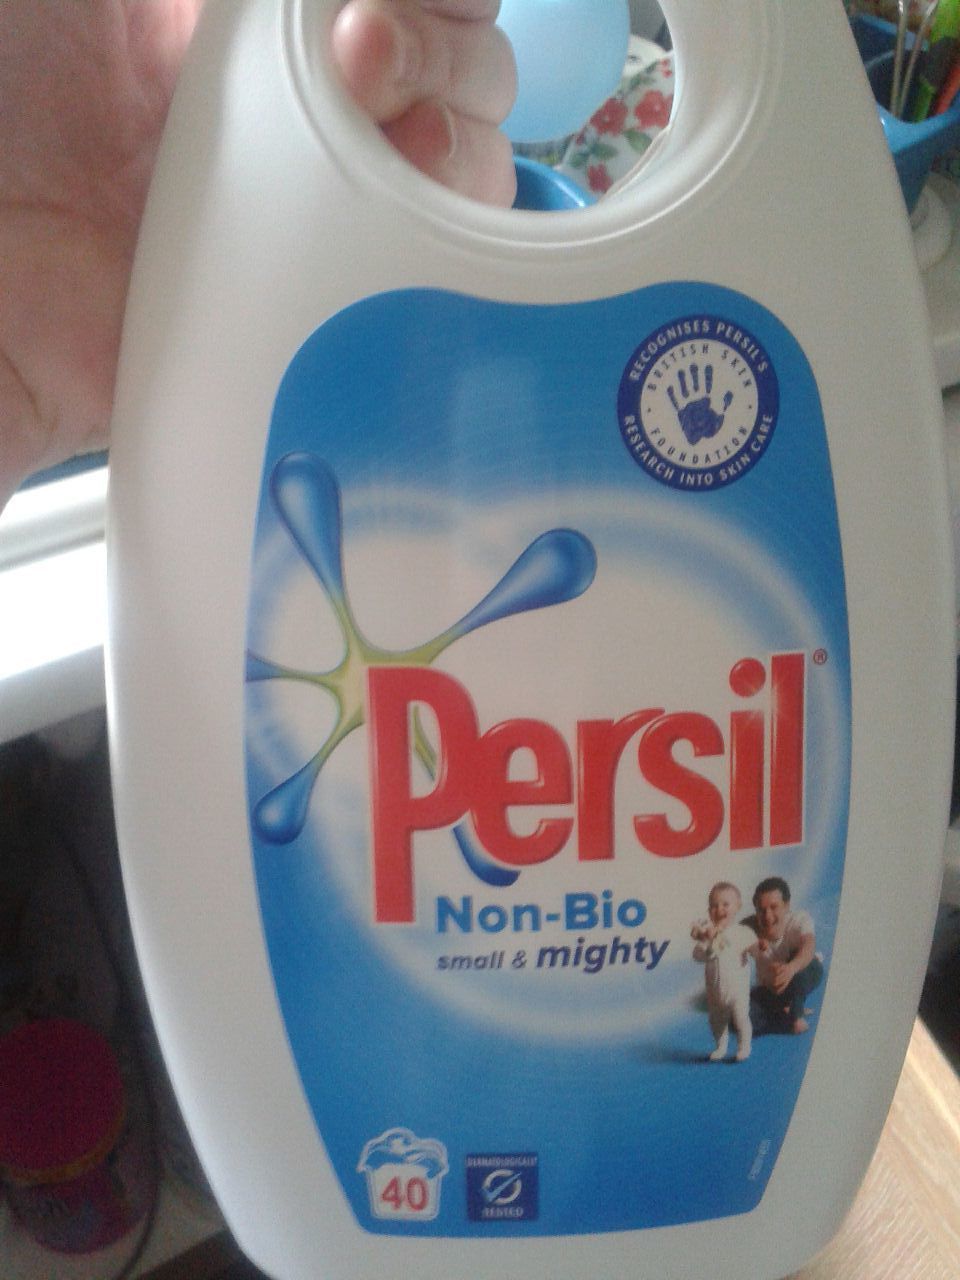 RECOGNISES PERSIL'S
BRITISH SKIN
FOUNDATION
RESEARCH INTO SKIN CARE
Persil®
Non-Bio
small & mighty
40
DERMATOLOGICALLY
TESTED